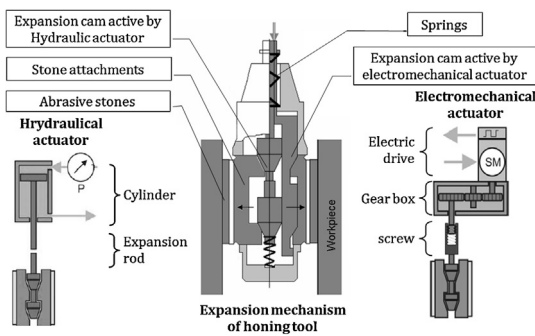 Expansion cam active by
Hydraulic actuator
Stone attachments
Abrasive stones
Hrydraulical
actuator
P
Cylinder
Expansion
rod
Springs
Expansion cam active by
electromechanical actuator
Workpiece
Expansion mechanism
of honing tool
Electromechanical
actuator
Electric
drive
SM
Gear box
screw